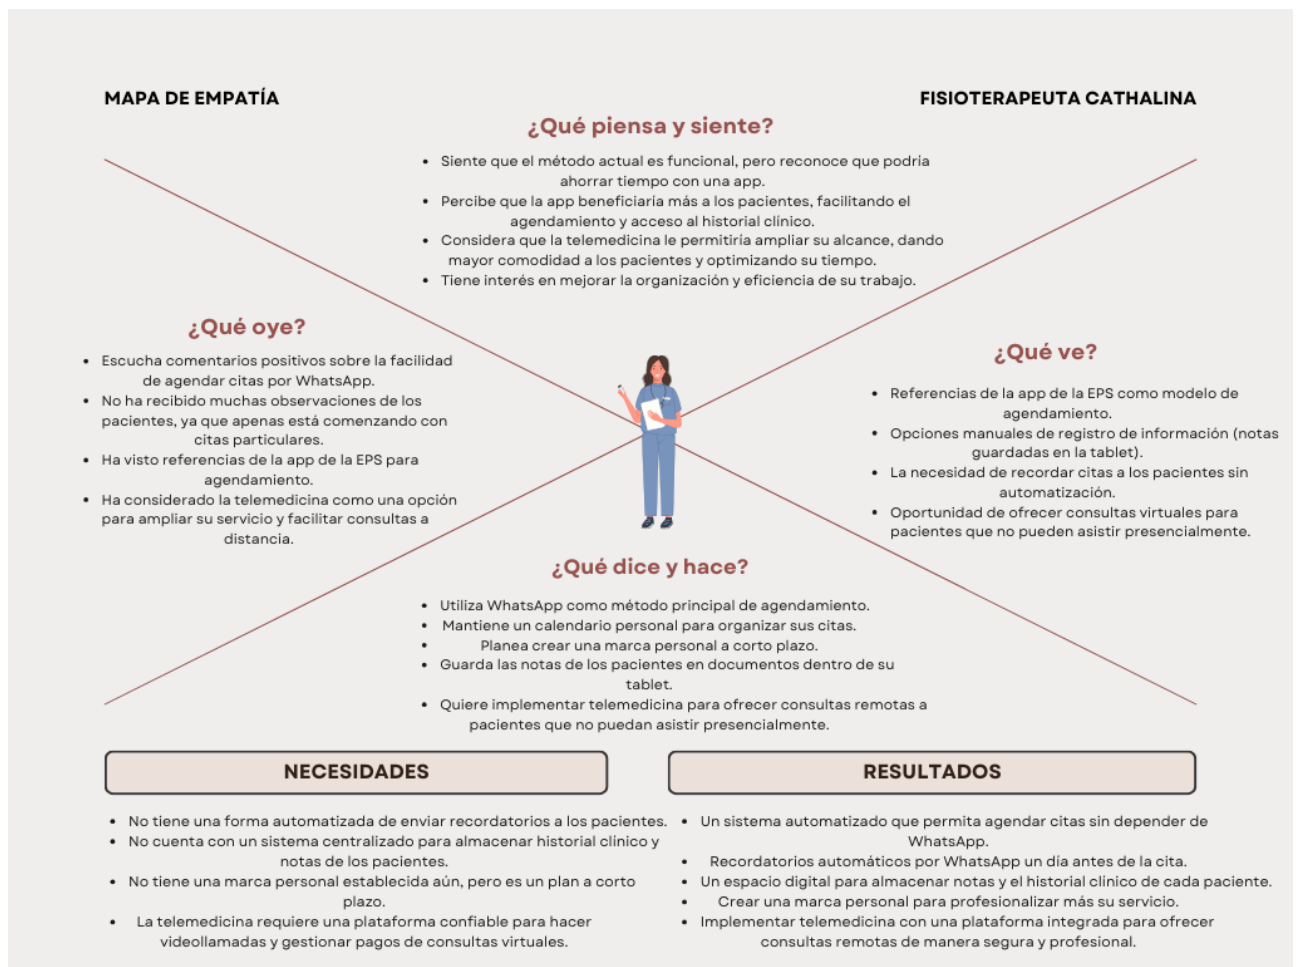 MAPA DE EMPATÍA
FISIOTERAPEUTA CATHALINA
¿Qué piensa y siente?
• Siente que el método actual es funcional, pero reconoce que podría
ahorrar tiempo con una app.
• Percibe que la app beneficiaría más a los pacientes, facilitando el
agendamiento y acceso al historial clínico.
• Considera que la telemedicina le permitiría ampliar su alcance, dando
mayor comodidad a los pacientes y optimizando su tiempo.
• Tiene interés en mejorar la organización y eficiencia de su trabajo.
¿Qué oye?
• Escucha comentarios positivos sobre la facilidad
de agendar citas por WhatsApp.
• No ha recibido muchas observaciones de los
pacientes, ya que apenas está comenzando con
citas particulares.
• Ha visto referencias de la app de la EPS para
agendamiento.
• Ha considerado la telemedicina como una opción
para ampliar su servicio y facilitar consultas a
distancia.
¿Qué ve?
• Referencias de la app de la EPS como modelo de
agendamiento.
• Opciones manuales de registro de información (notas
guardadas en la tablet).
• La necesidad de recordar citas a los pacientes sin
automatización.
• Oportunidad de ofrecer consultas virtuales para
pacientes que no pueden asistir presencialmente.
¿Qué dice y hace?
• Utiliza WhatsApp como método principal de agendamiento.
• Mantiene un calendario personal para organizar sus citas.
• Planea crear una marca personal a corto plazo.
• Guarda las notas de los pacientes en documentos dentro de su
tablet.
• Quiere implementar telemedicina para ofrecer consultas remotas a
pacientes que no puedan asistir presencialmente.
NECESIDADES
• No tiene una forma automatizada de enviar recordatorios a los pacientes.
• No cuenta con un sistema centralizado para almacenar historial clínico y
notas de los pacientes.
• No tiene una marca personal establecida aún, pero es un plan a corto
plazo.
• La telemedicina requiere una plataforma confiable para hacer
videollamadas y gestionar pagos de consultas virtuales.
RESULTADOS
• Un sistema automatizado que permita agendar citas sin depender de
WhatsApp.
• Recordatorios automáticos por WhatsApp un día antes de la cita.
• Un espacio digital para almacenar notas y el historial clínico de cada paciente.
• Crear una marca personal para profesionalizar más su servicio.
• Implementar telemedicina con una plataforma integrada para ofrecer
consultas remotas de manera segura y profesional.